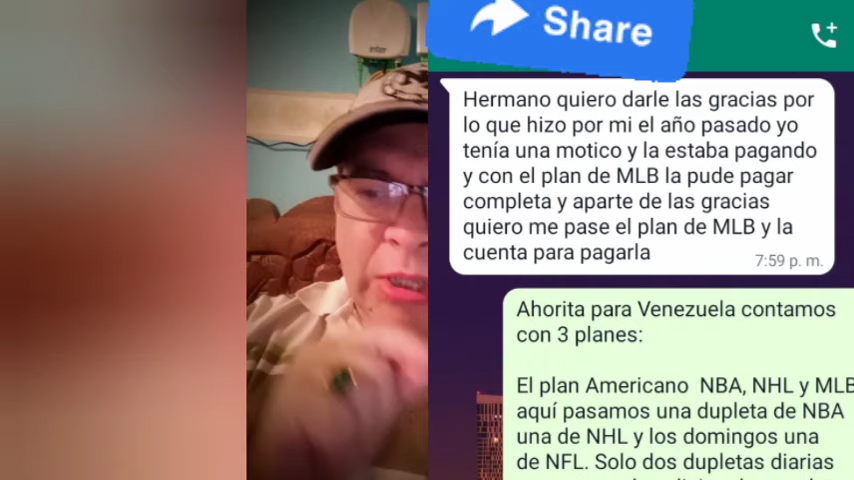 inter
Share
Hermano quiero darle las gracias por
lo que hizo por mi el año pasado yo
tenía una motico y la estaba pagando
y con el plan de MLB la pude pagar
completa y aparte de las gracias
quiero me pase el plan de MLB y la
cuenta para pagarla
7:59 p. m.
Ahorita para Venezuela contamos
con 3 planes:
El plan Americano NBA, NHL y MLB
aquí pasamos una dupleta de NBA
una de NHL y los domingos una
de NFL. Solo dos dupletas diarias